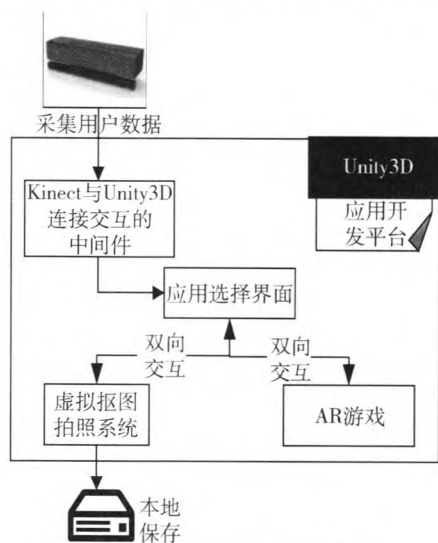 采集用户数据
Unity3D
应用开
发平台
Kinect与Unity3D
连接交互的
中间件
应用选择界面
双向
交互
双向
交互
虚拟抠图
拍照系统
AR游戏
本地
保存